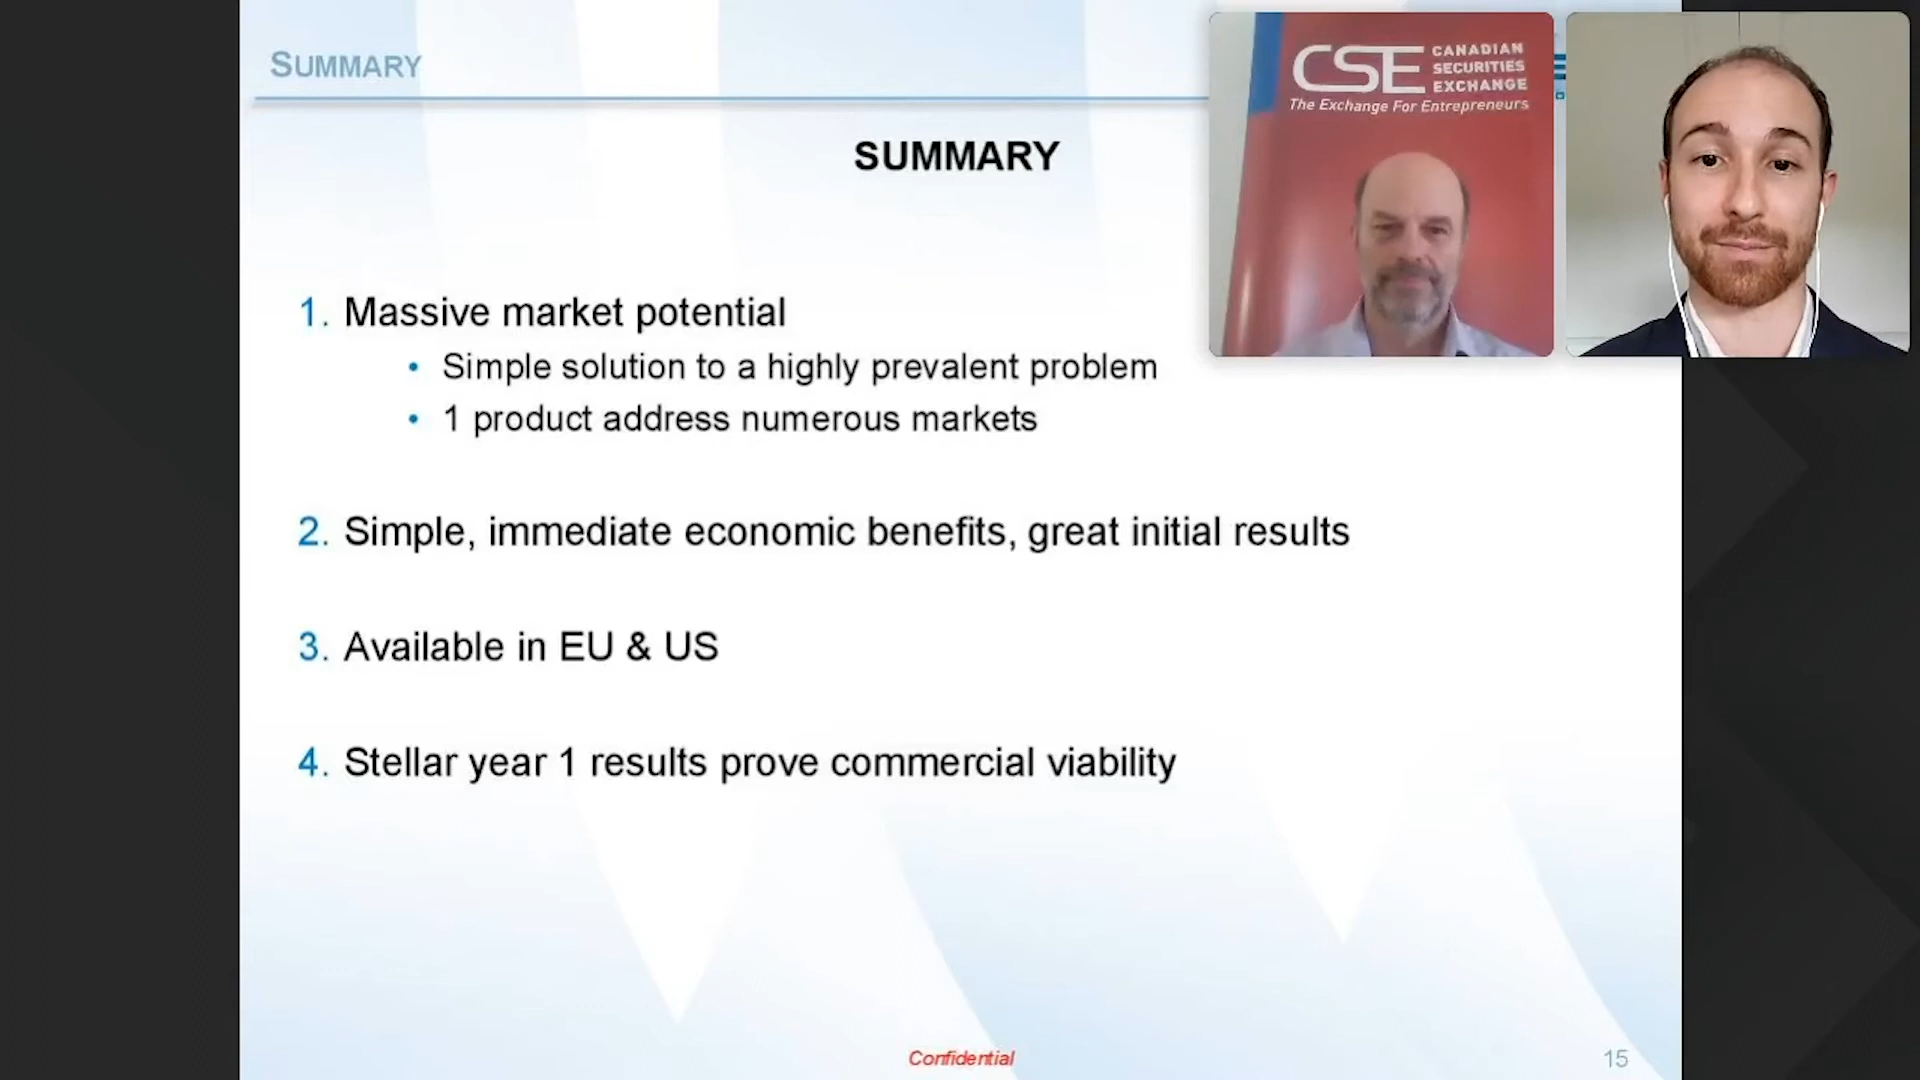 SUMMARY
CSE CANADIAN
SECURITIES
EXCHANGE
The Exchange For Entrepreneurs
SUMMARY
1. Massive market potential
• Simple solution to a highly prevalent problem
• 1 product address numerous markets
2. Simple, immediate economic benefits, great initial results
3. Available in EU & US
4. Stellar year 1 results prove commercial viability
Confidential
15